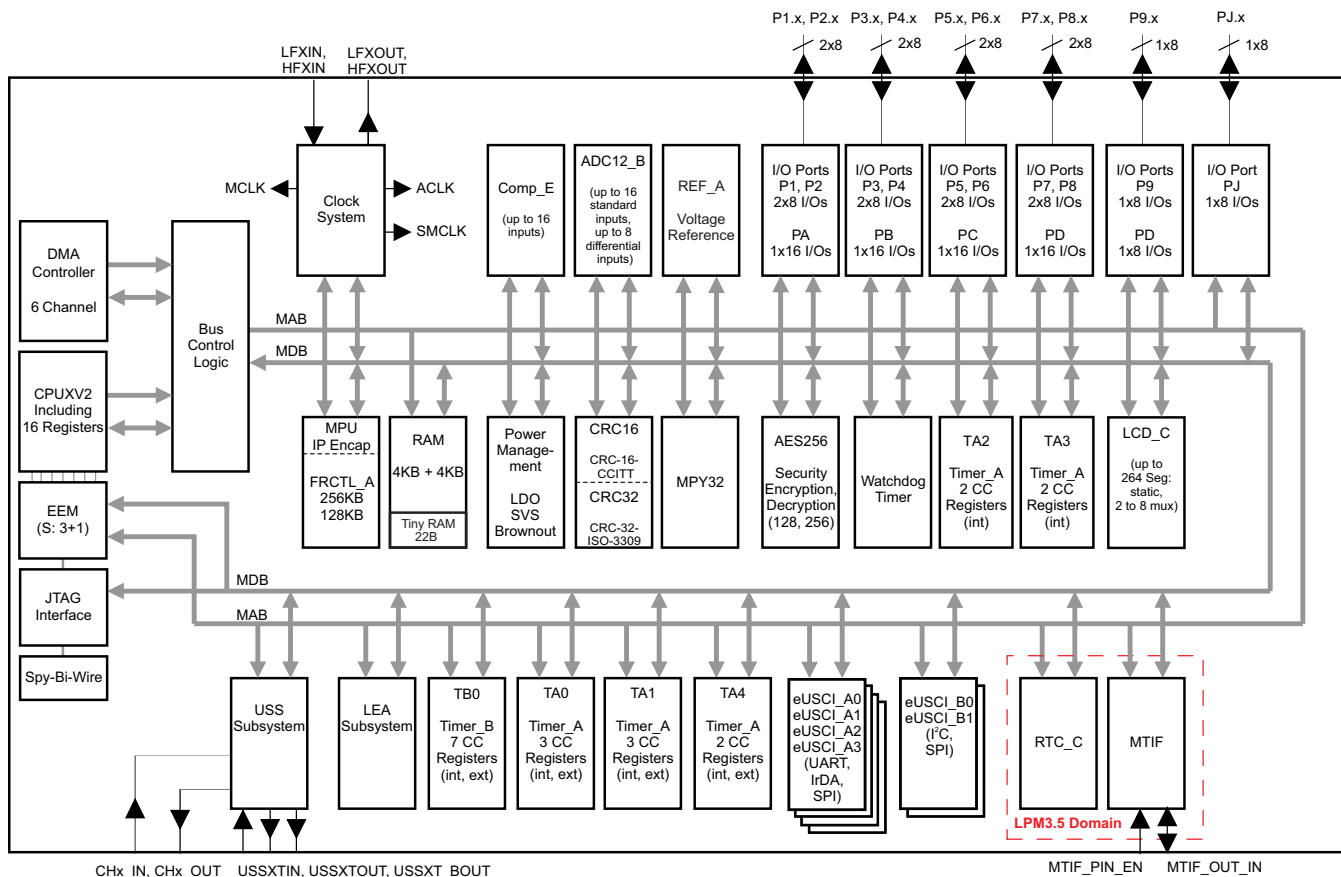 P1.x, P2.x
P3.x, P4.x
P5.x, P6.x
P7.x, P8.x
P9.x
PJ.x
2x8
2x8
2x8
2x8
1x8
1x8
LFXIN,
HFXIN
LFXOUT,
HFXOUT
MCLK
Clock
System
ACLK
SMCLK
Comp_E
(up to 16
inputs)
ADC12_B
(up to 16
standard
inputs,
up to 8
differential
inputs)
REF_A
Voltage
Reference
I/O Ports
P1, P2
2x8 I/Os
PA
1x16 I/Os
I/O Ports
P3, P4
2x8 I/Os
PB
1x16 I/Os
I/O Ports
P5, P6
2x8 I/Os
PC
1x16 I/Os
I/O Ports
P7, P8
2x8 I/Os
PD
1x16 I/Os
I/O Ports
P9
1x8 I/Os
PD
1x8 I/Os
I/O Port
PJ
1x8 I/Os
DMA
Controller
6 Channel
Bus
Control
Logic
MAB
MDB
CPUXV2
Including
16 Registers
MPU
IP Encap
FRCTL_A
256KB
128KB
RAM
4KB + 4KB
Tiny RAM
22B
Power
Manage-
ment
LDO
SVS
Brownout
CRC16
CRC-16-
CCITT
CRC32
CRC-32-
ISO-3309
MPY32
AES256
Security
Encryption,
Decryption
(128, 256)
Watchdog
Timer
TA2
Timer_A
2 CC
Registers
(int)
TA3
Timer_A
2 CC
Registers
(int)
LCD_C
(up to
264 Seg:
static,
2 to 8 mux)
EEM
(S: 3+1)
JTAG
Interface
Spy-Bi-Wire
MDB
MAB
USS
Subsystem
LEA
Subsystem
TB0
Timer_B
7 CC
Registers
(int, ext)
TA0
Timer_A
3 CC
Registers
(int, ext)
TA1
Timer_A
3 CC
Registers
(int, ext)
TA4
Timer_A
2 CC
Registers
(int, ext)
eUSCI_A0
eUSCI_A1
eUSCI_A2
eUSCI_A3
(UART,
IrDA,
SPI)
eUSCI_B0
eUSCI_B1
(I²C,
SPI)
RTC_C
MTIF
LPM3.5 Domain
CHx_IN, CHx_OUT
USSXTIN, USSXTOUT, USSXT_BOUT
MTIF_PIN_EN
MTIF_OUT_IN